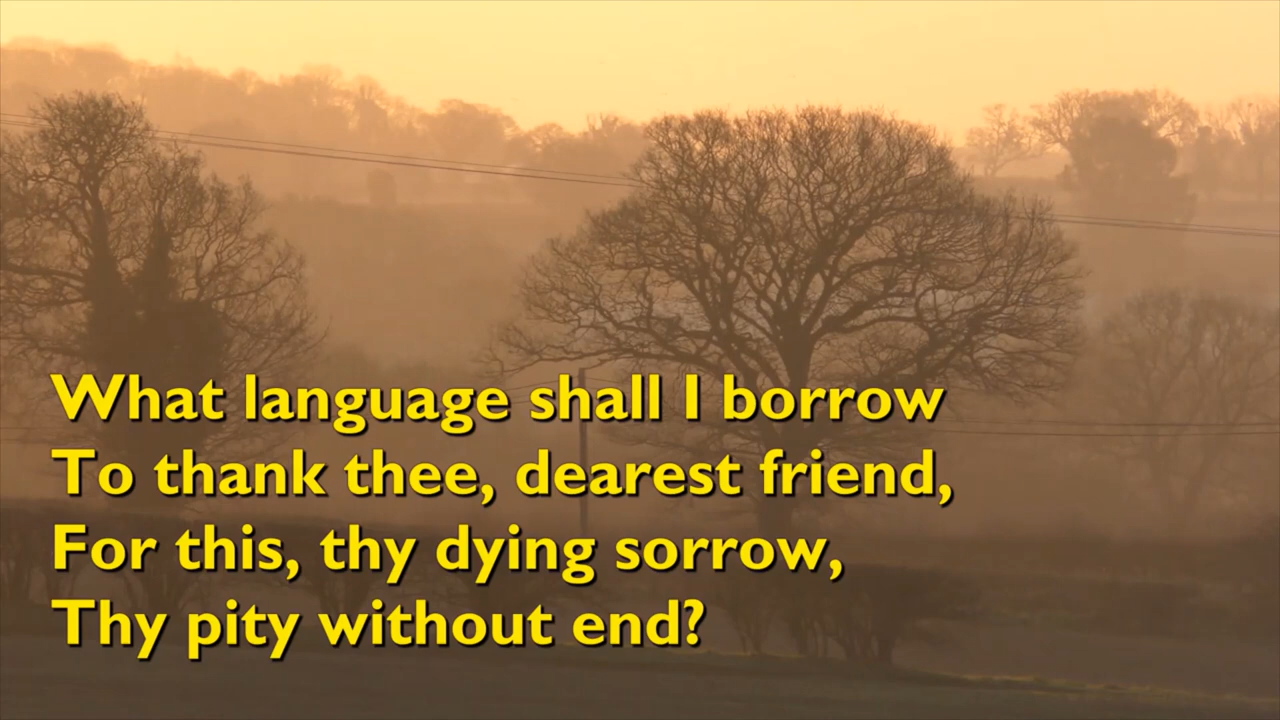 What language shall I borrow
To thank thee, dearest friend,
For this, thy dying sorrow,
Thy pity without end?